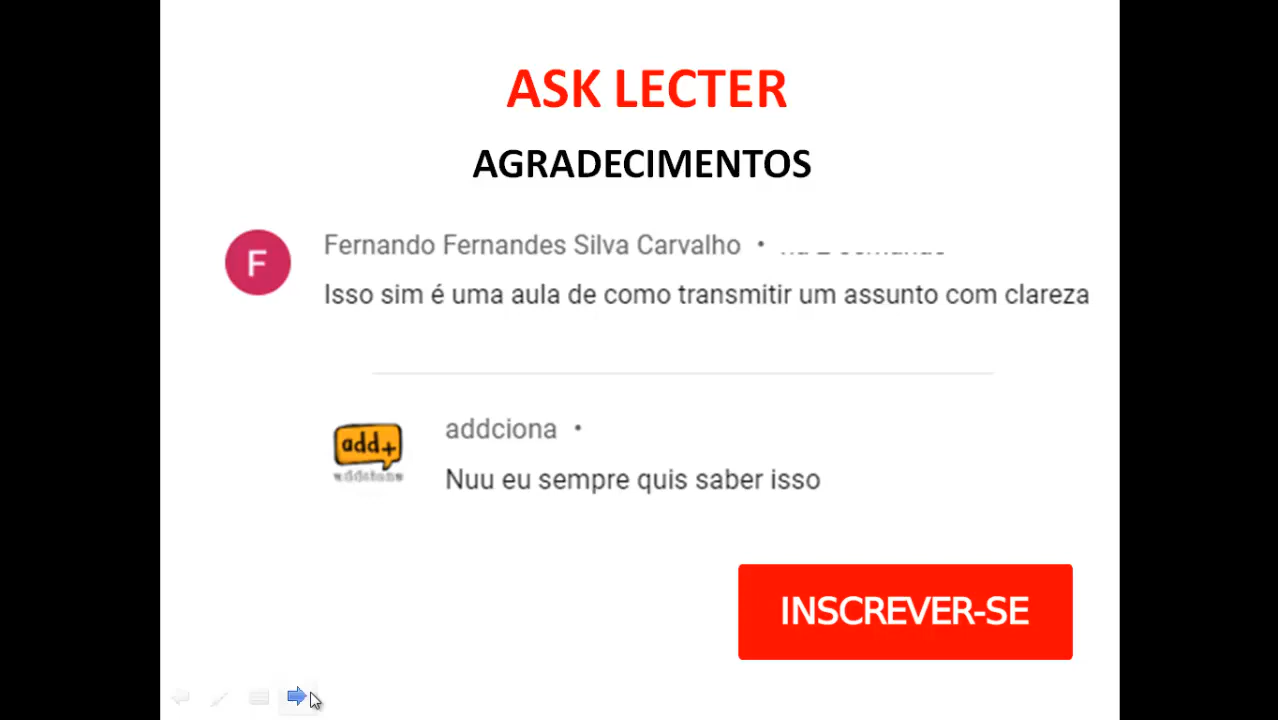 ASK LECTER
AGRADECIMENTOS
F
Fernando Fernandes Silva Carvalho •
Isso sim é uma aula de como transmitir um assunto com clareza
add+
addciona •
Nuu eu sempre quis saber isso
INSCREVER-SE